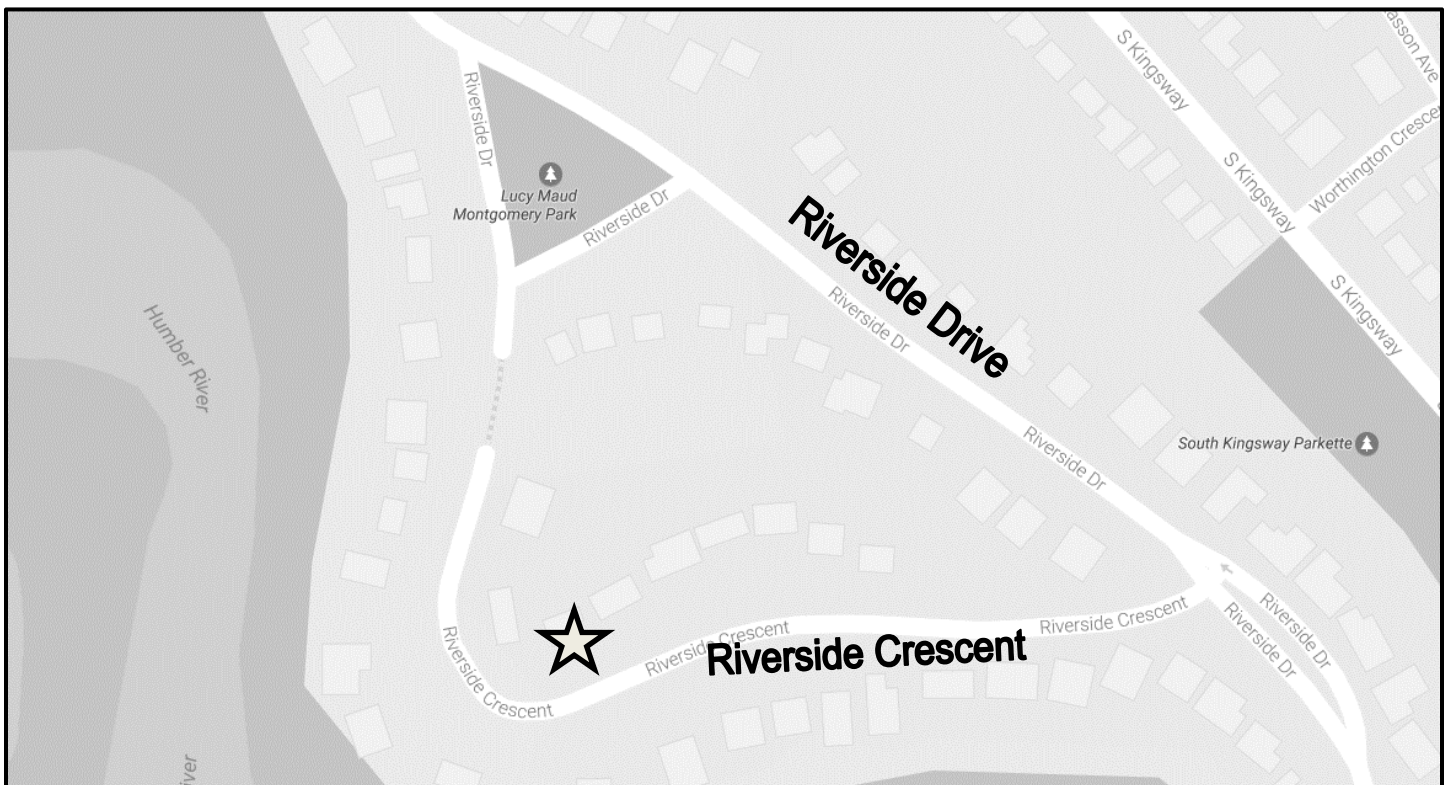 S Kingsway
Riverside Dr
Lucy Maud
Montgomery Park
Riverside Dr
S Kingsway
Worthington Crescen
Riverside Drive
Riverside Dr
S Kingsway
Humber River
Riverside Dr
South Kingsway Parkette
Riverside Crescent
Riverside Crescent
Riverside Crescent
Riverside Crescent
Riverside Dr
Riverside Dr